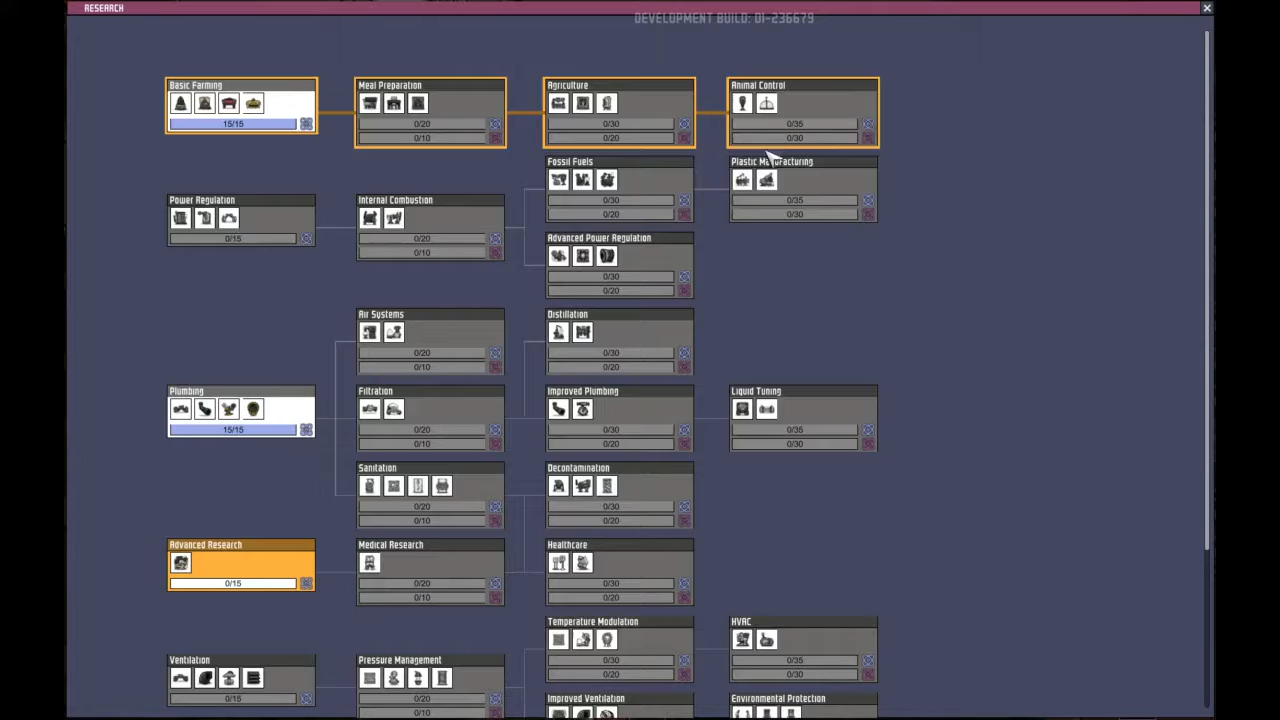 RESEARCH
DEVELOPMENT BUILD: OI-236679
Basic Farming
15/15
Meal Preparation
0/20
0/10
Agriculture
0/30
0/20
Animal Control
0/35
0/30
Fossil Fuels
0/30
0/20
Plastic Manufacturing
0/35
0/30
Power Regulation
0/15
Internal Combustion
0/20
0/10
Advanced Power Regulation
0/30
0/20
Air Systems
0/20
0/10
Distillation
0/30
0/20
Plumbing
15/15
Filtration
0/20
0/10
Improved Plumbing
0/30
0/20
Liquid Tuning
0/35
0/30
Sanitation
0/20
0/10
Decontamination
0/30
0/20
Advanced Research
0/15
Medical Research
0/20
0/10
Healthcare
0/30
0/20
Temperature Modulation
0/30
0/20
HVAC
0/35
0/30
Ventilation
0/15
Pressure Management
0/20
0/10
Improved Ventilation
Environmental Protection